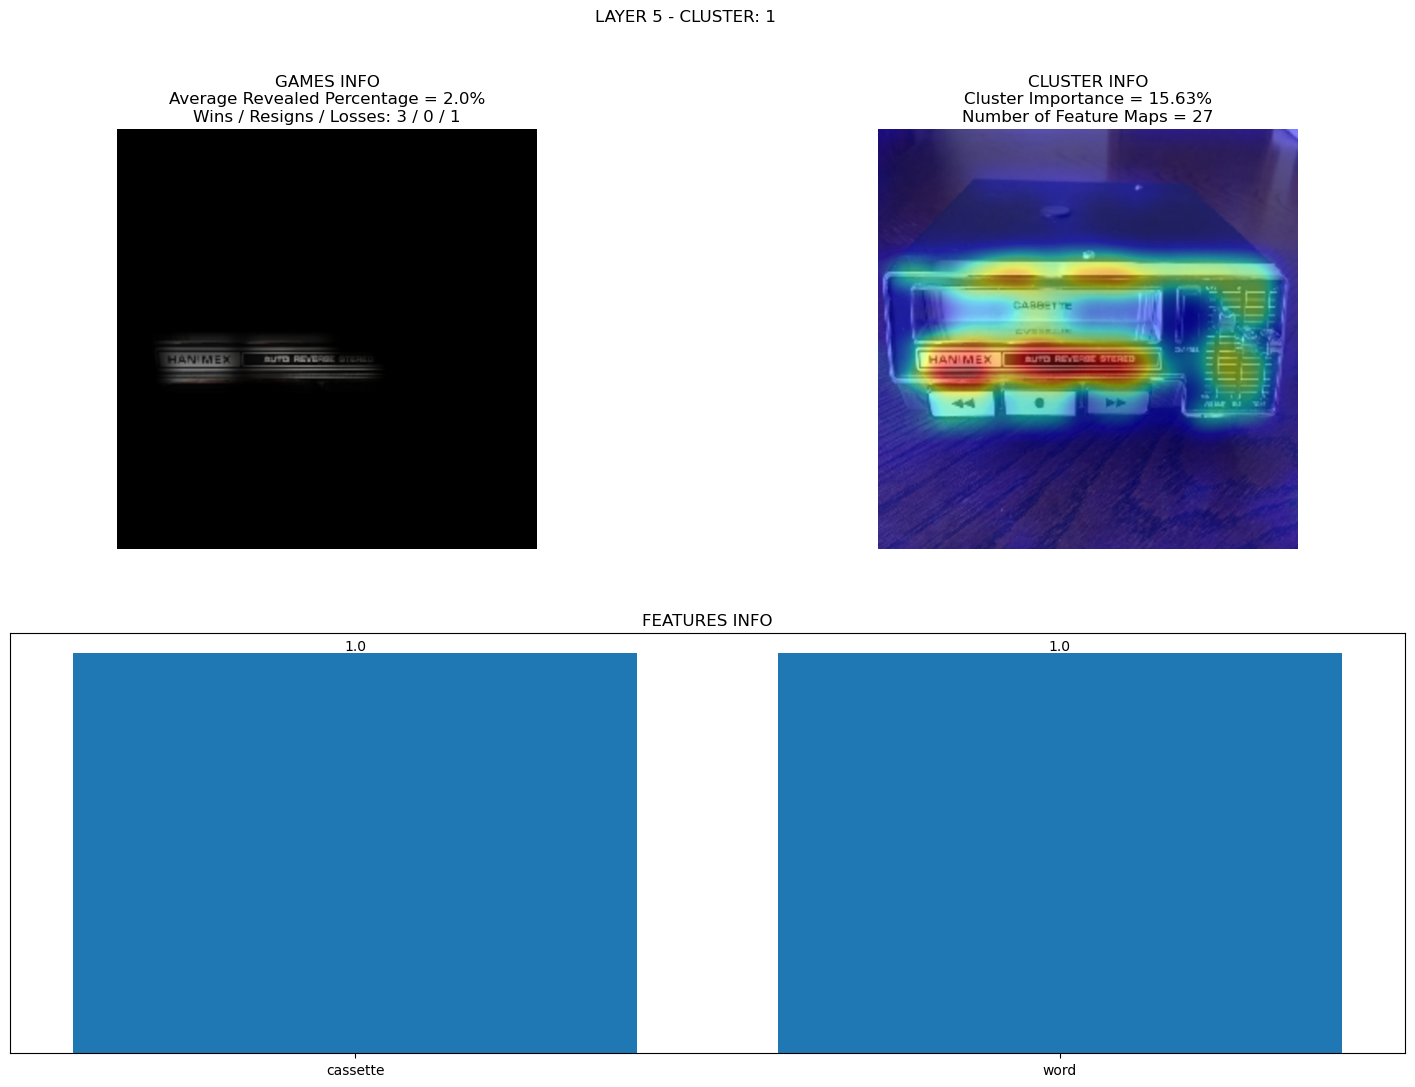 LAYER 5 - CLUSTER: 1
GAMES INFO
Average Revealed Percentage = 2.0%
Wins / Resigns / Losses: 3 / 0 / 1
HANIMEX AUTO REVERSE STEREO
CLUSTER INFO
Cluster Importance = 15.63%
Number of Feature Maps = 27
CASSETTE
HANIMEX AUTO REVERSE STEREO
FEATURES INFO
1.0 1.0
cassette word